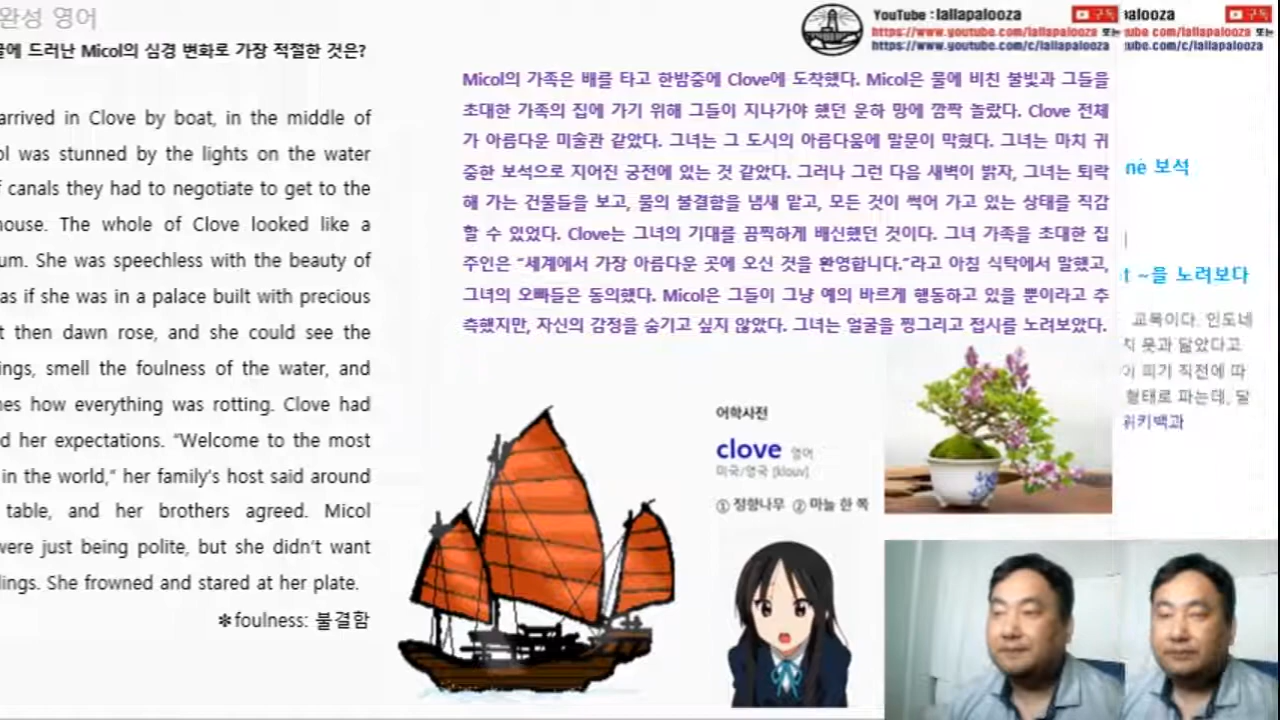 완성 영어
글에 드러난 Micol의 심경 변화로 가장 적절한 것은?
arrived in Clove by boat, in the middle of
was stunned by the lights on the water
canals they had to negotiate to get to the
house. The whole of Clove looked like a
She was speechless with the beauty of
as if she was in a palace built with precious
then dawn rose, and she could see the
smell the foulness of the water, and
how everything was rotting. Clove had
her expectations. “Welcome to the most
in the world,” her family’s host said around
table, and her brothers agreed. Micol
were just being polite, but she didn’t want
She frowned and stared at her plate.
✻foulness: 불결함
YouTube : lallapalooza
구독
https://www.youtube.com/lallapalooza 또는
https://www.youtube.com/c/lallapalooza
Micol의 가족은 배를 타고 한밤중에 Clove에 도착했다. Micol은 물에 비친 불빛과 그들을
초대한 가족의 집에 가기 위해 그들이 지나가야 했던 운하 망에 깜짝 놀랐다. Clove 전체
가 아름다운 미술관 같았다. 그녀는 그 도시의 아름다움에 말문이 막혔다. 그녀는 마치 귀
중한 보석으로 지어진 궁전에 있는 것 같았다. 그러나 그런 다음 새벽이 밝자, 그녀는 퇴락
해 가는 건물들을 보고, 물의 불결함을 냄새 맡고, 모든 것이 썩어 가고 있는 상태를 직감
할 수 있었다. Clove는 그녀의 기대를 끔찍하게 배신했던 것이다. 그녀 가족을 초대한 집
주인은 “세계에서 가장 아름다운 곳에 오신 것을 환영합니다.”라고 아침 식탁에서 말했고,
그녀의 오빠들은 동의했다. Micol은 그들이 그냥 예의 바르게 행동하고 있을 뿐이라고 추
측했지만, 자신의 감정을 숨기고 싶지 않았다. 그녀는 얼굴을 찡그리고 접시를 노려보았다.
어학사전
clove 영어
미국/영국 [klouv]
① 정향나무 ② 마늘 한 쪽
구독
또는
ube.com/c/lallapalooza
보석
~을 노려보다
교목이다. 인도네
못과 닮았다고
피기 직전에 따
형태로 파는데, 달
위키백과